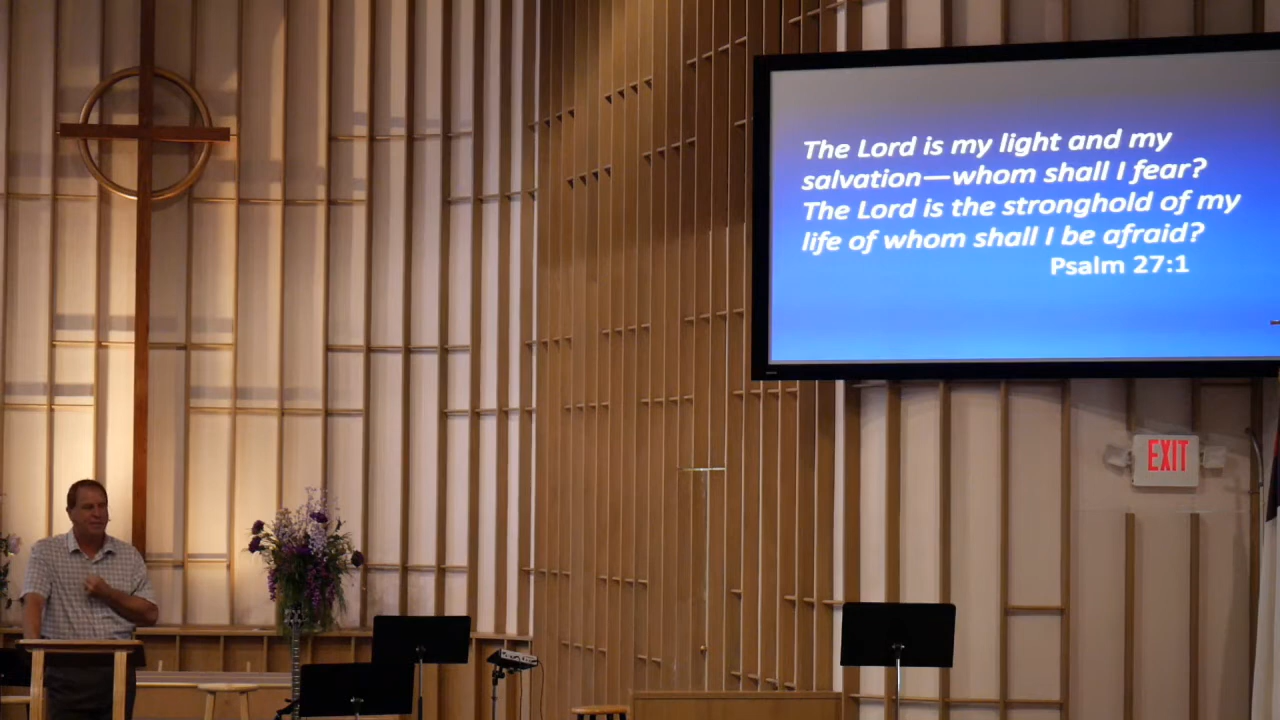 The Lord is my light and my
salvation—whom shall I fear?
The Lord is the stronghold of my
life of whom shall I be afraid?
Psalm 27:1
EXIT